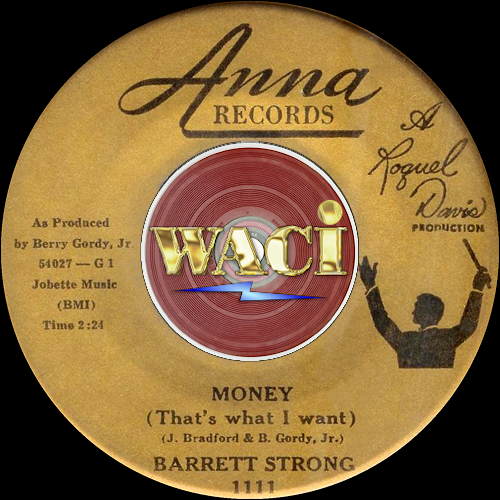 Anna
RECORDS
A
Roquel
Davis
PRODUCTION
As Produced
by Berry Gordy, Jr.
54027 — G 1
Jobette Music
(BMI)
Time 2:24
WACi
MONEY
(That's what I want)
(J. Bradford & B. Gordy, Jr.)
BARRETT STRONG
1111